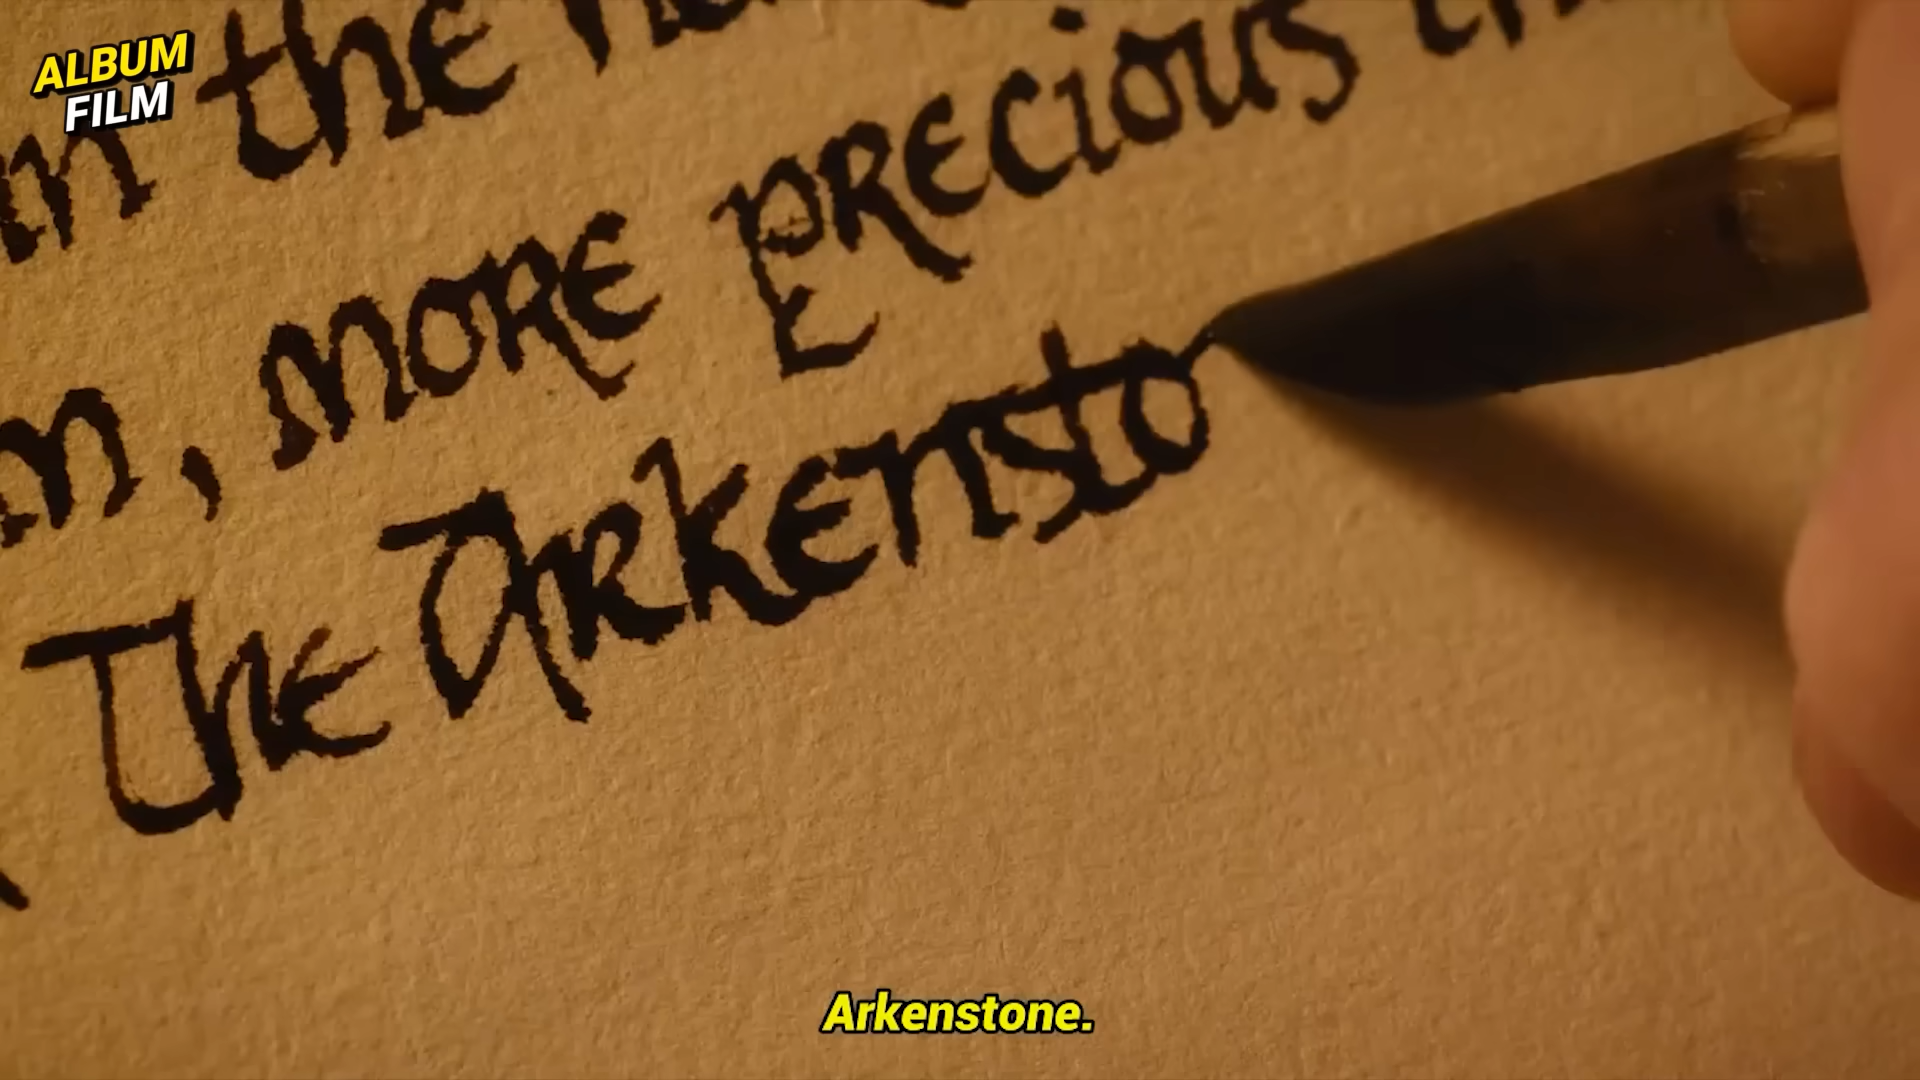 ALBUM
FILM
the
MORE PRECIOUS
The Arkensto
Arkenstone.